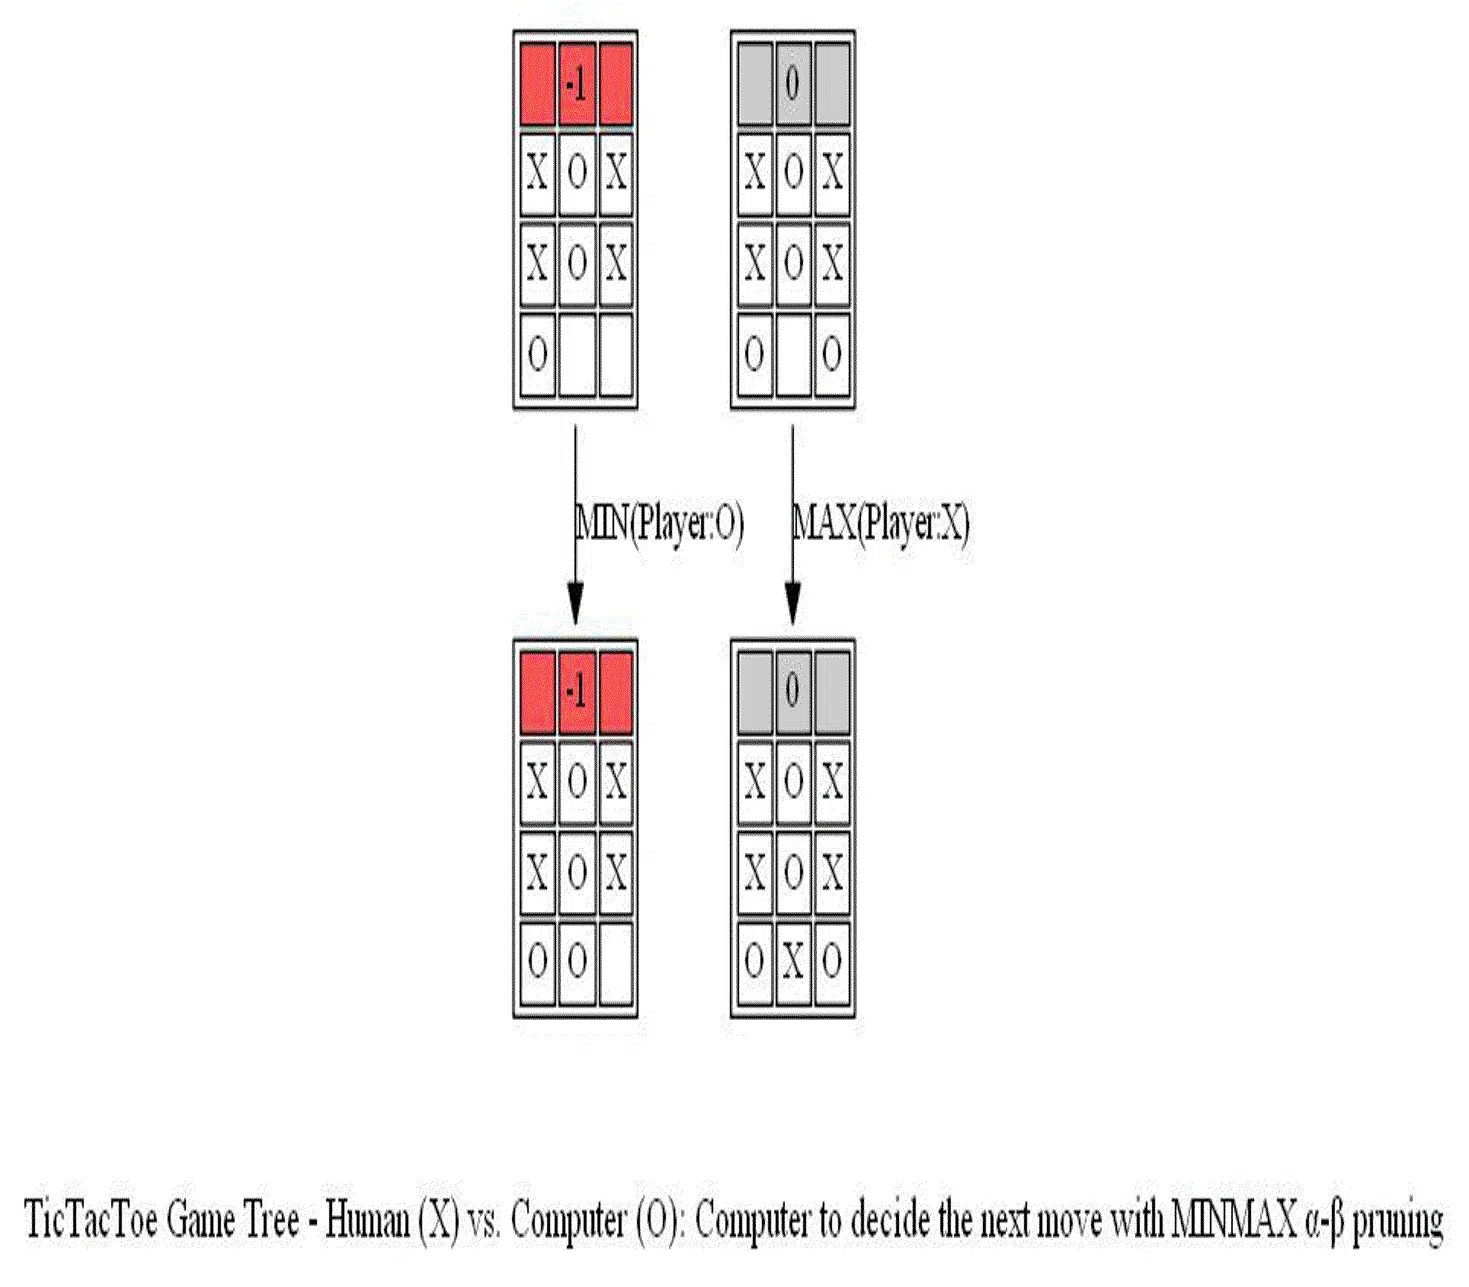 -1 0
X O X X O X
X O X X O X
O O O
MIN(Player:O) MAX(Player:X)
-1 0
X O X X O X
X O X X O X
O O O X O
TicTacToe Game Tree - Human (X) vs. Computer (O): Computer to decide the next move with MINMAX α-β pruning